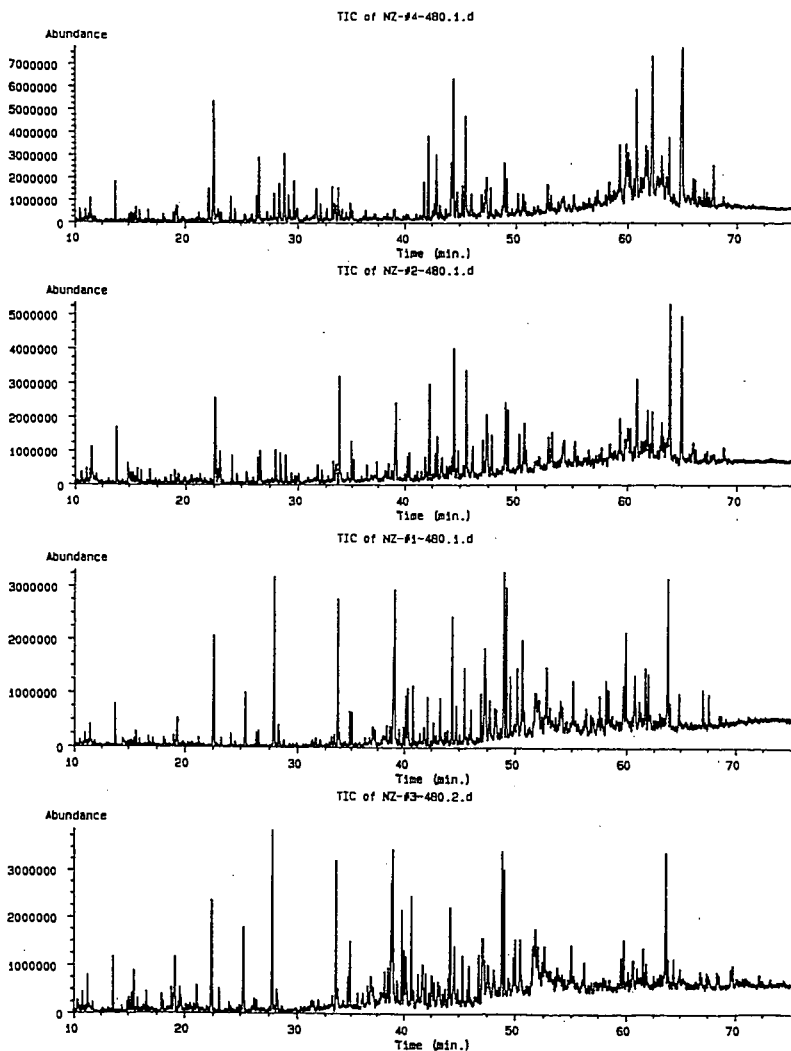 TIC of NZ-#4-480.1.d
Abundance
7000000
6000000
5000000
4000000
3000000
2000000
1000000
0
10 20 30 40 50 60 70
Time (min.)
TIC of NZ-#2-480.1.d
Abundance
5000000
4000000
3000000
2000000
1000000
0
10 20 30 40 50 60 70
Time (min.)
TIC of NZ-#1-480.1.d
Abundance
3000000
2000000
1000000
0
10 20 30 40 50 60 70
Time (min.)
TIC of NZ-#3-480.2.d
Abundance
3000000
2000000
1000000
0
10 20 30 40 50 60 70
Time (min.)